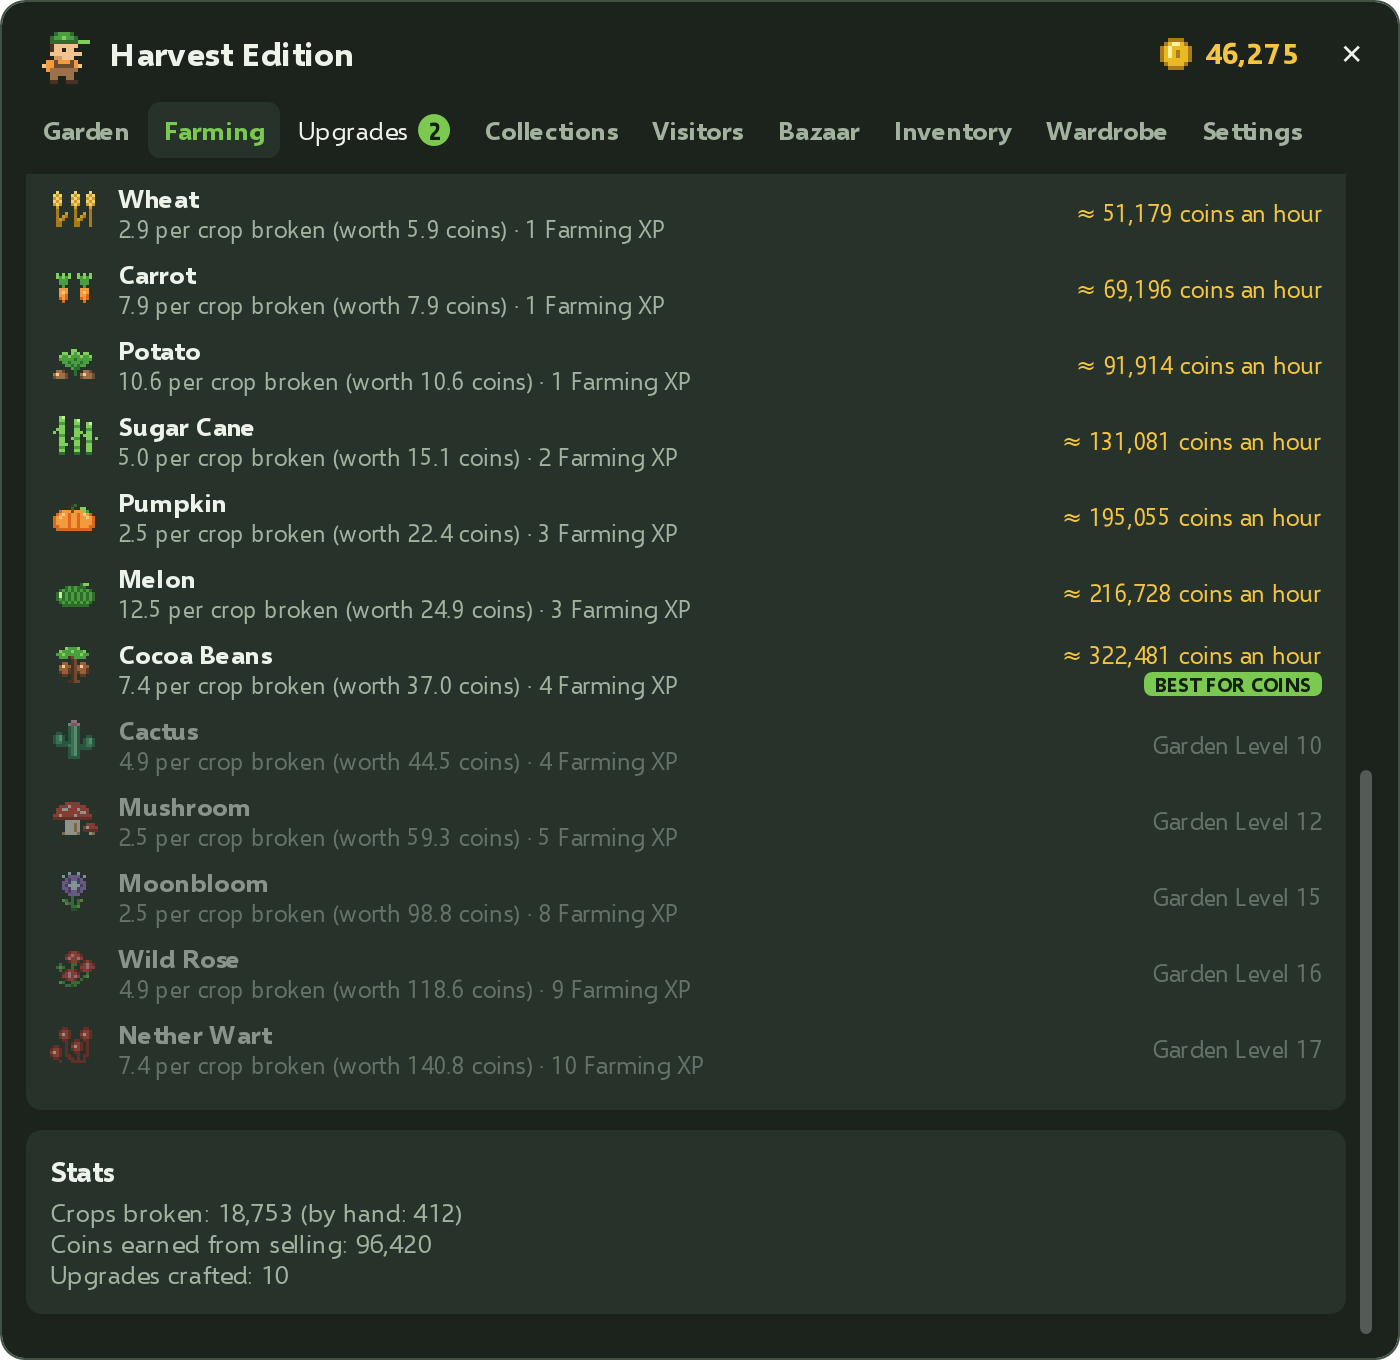 Harvest Edition
46,275 ×
Garden Farming Upgrades 2 Collections Visitors Bazaar Inventory Wardrobe Settings
Wheat
2.9 per crop broken (worth 5.9 coins) · 1 Farming XP
≈ 51,179 coins an hour
Carrot
7.9 per crop broken (worth 7.9 coins) · 1 Farming XP
≈ 69,196 coins an hour
Potato
10.6 per crop broken (worth 10.6 coins) · 1 Farming XP
≈ 91,914 coins an hour
Sugar Cane
5.0 per crop broken (worth 15.1 coins) · 2 Farming XP
≈ 131,081 coins an hour
Pumpkin
2.5 per crop broken (worth 22.4 coins) · 3 Farming XP
≈ 195,055 coins an hour
Melon
12.5 per crop broken (worth 24.9 coins) · 3 Farming XP
≈ 216,728 coins an hour
Cocoa Beans
7.4 per crop broken (worth 37.0 coins) · 4 Farming XP
≈ 322,481 coins an hour
BEST FOR COINS
Cactus
4.9 per crop broken (worth 44.5 coins) · 4 Farming XP
Garden Level 10
Mushroom
2.5 per crop broken (worth 59.3 coins) · 5 Farming XP
Garden Level 12
Moonbloom
2.5 per crop broken (worth 98.8 coins) · 8 Farming XP
Garden Level 15
Wild Rose
4.9 per crop broken (worth 118.6 coins) · 9 Farming XP
Garden Level 16
Nether Wart
7.4 per crop broken (worth 140.8 coins) · 10 Farming XP
Garden Level 17
Stats
Crops broken: 18,753 (by hand: 412)
Coins earned from selling: 96,420
Upgrades crafted: 10